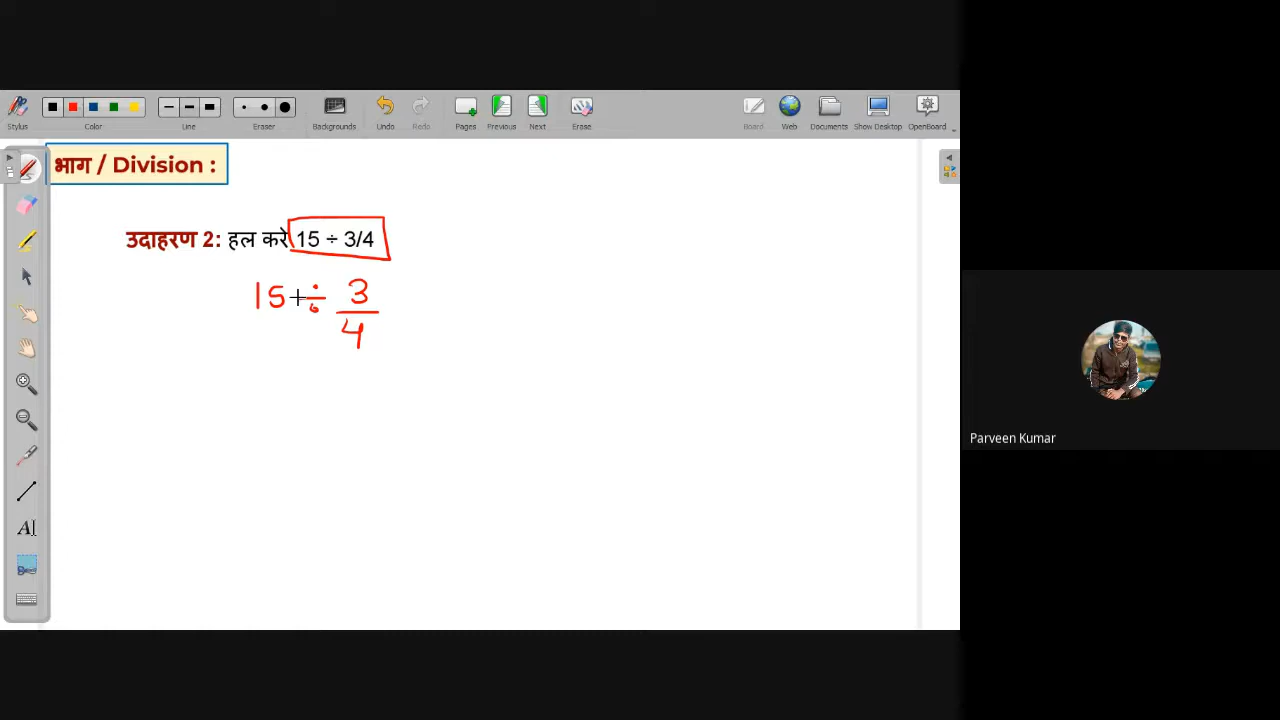 Stylus Color Line Eraser Backgrounds Undo Redo Pages Previous Next Erase Board Web Documents Show Desktop OpenBoard
भाग / Division :
उदाहरण 2: हल करे 15 ÷ 3/4
15 ÷ 3/4
Parveen Kumar